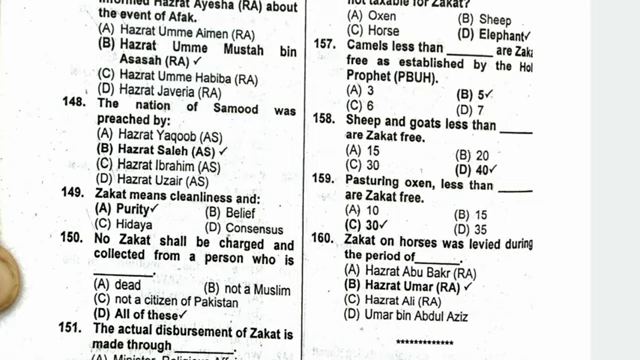 informed Hazrat Ayesha (RA) about
the event of Afak.
(A) Hazrat Umme Aimen (RA)
(B) Hazrat Umme Mustah bin
Asasah (RA) ✓
(C) Hazrat Umme Habiba (RA)
(D) Hazrat Javeria (RA)
148. The nation of Samood was
preached by:
(A) Hazrat Yaqoob (AS)
(B) Hazrat Saleh (AS) ✓
(C) Hazrat Ibrahim (AS)
(D) Hazrat Uzair (AS)
149. Zakat means cleanliness and:
(A) Purity✓ (B) Belief
(C) Hidaya (D) Consensus
150. No Zakat shall be charged and
collected from a person who is
________.
(A) dead (B) not a Muslim
(C) not a citizen of Pakistan
(D) All of these✓
151. The actual disbursement of Zakat is
made through ________.
(A) Minister, Religious
not taxable for Zakat?
(A) Oxen (B) Sheep
(C) Horse (D) Elephant✓
157. Camels less than ______ are Zaka
free as established by the Hol
Prophet (PBUH).
(A) 3 (B) 5✓
(C) 6 (D) 7
158. Sheep and goats less than _____
are Zakat free.
(A) 15 (B) 20
(C) 30 (D) 40✓
159. Pasturing oxen, less than _____
are Zakat free.
(A) 10 (B) 15
(C) 30✓ (D) 35
160. Zakat on horses was levied during
the period of______.
(A) Hazrat Abu Bakr (RA)
(B) Hazrat Umar (RA) ✓
(C) Hazrat Ali (RA)
(D) Umar bin Abdul Aziz
*************